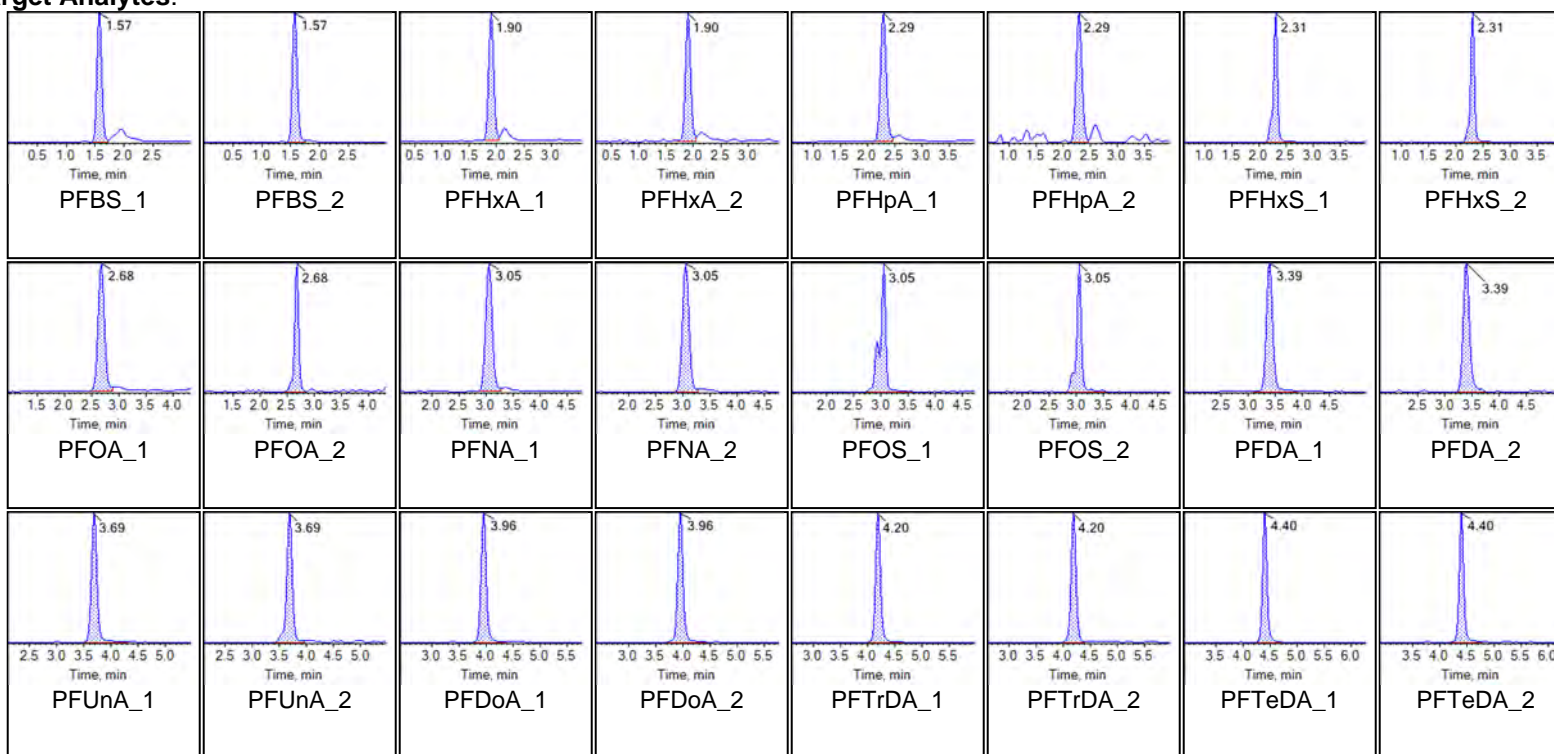 arget Analytes:
1.57
0.5 1.0 1.5 2.0 2.5
Time, min
PFBS_1
1.57
0.5 1.0 1.5 2.0 2.5
Time, min
PFBS_2
1.90
0.5 1.0 1.5 2.0 2.5 3.0
Time, min
PFHxA_1
1.90
0.5 1.0 1.5 2.0 2.5 3.0
Time, min
PFHxA_2
2.29
1.0 1.5 2.0 2.5 3.0 3.5
Time, min
PFHpA_1
2.29
1.0 1.5 2.0 2.5 3.0 3.5
Time, min
PFHpA_2
2.31
1.0 1.5 2.0 2.5 3.0 3.5
Time, min
PFHxS_1
2.31
1.0 1.5 2.0 2.5 3.0 3.5
Time, min
PFHxS_2
2.68
1.5 2.0 2.5 3.0 3.5 4.0
Time, min
PFOA_1
2.68
1.5 2.0 2.5 3.0 3.5 4.0
Time, min
PFOA_2
3.05
2.0 2.5 3.0 3.5 4.0 4.5
Time, min
PFNA_1
3.05
2.0 2.5 3.0 3.5 4.0 4.5
Time, min
PFNA_2
3.05
2.0 2.5 3.0 3.5 4.0 4.5
Time, min
PFOS_1
3.05
2.0 2.5 3.0 3.5 4.0 4.5
Time, min
PFOS_2
3.39
2.5 3.0 3.5 4.0 4.5
Time, min
PFDA_1
3.39
2.5 3.0 3.5 4.0 4.5
Time, min
PFDA_2
3.69
2.5 3.0 3.5 4.0 4.5 5.0
Time, min
PFUnA_1
3.69
2.5 3.0 3.5 4.0 4.5 5.0
Time, min
PFUnA_2
3.96
3.0 3.5 4.0 4.5 5.0 5.5
Time, min
PFDoA_1
3.96
3.0 3.5 4.0 4.5 5.0 5.5
Time, min
PFDoA_2
4.20
3.0 3.5 4.0 4.5 5.0 5.5
Time, min
PFTrDA_1
4.20
3.0 3.5 4.0 4.5 5.0 5.5
Time, min
PFTrDA_2
4.40
3.5 4.0 4.5 5.0 5.5 6.0
Time, min
PFTeDA_1
4.40
3.5 4.0 4.5 5.0 5.5 6.0
Time, min
PFTeDA_2